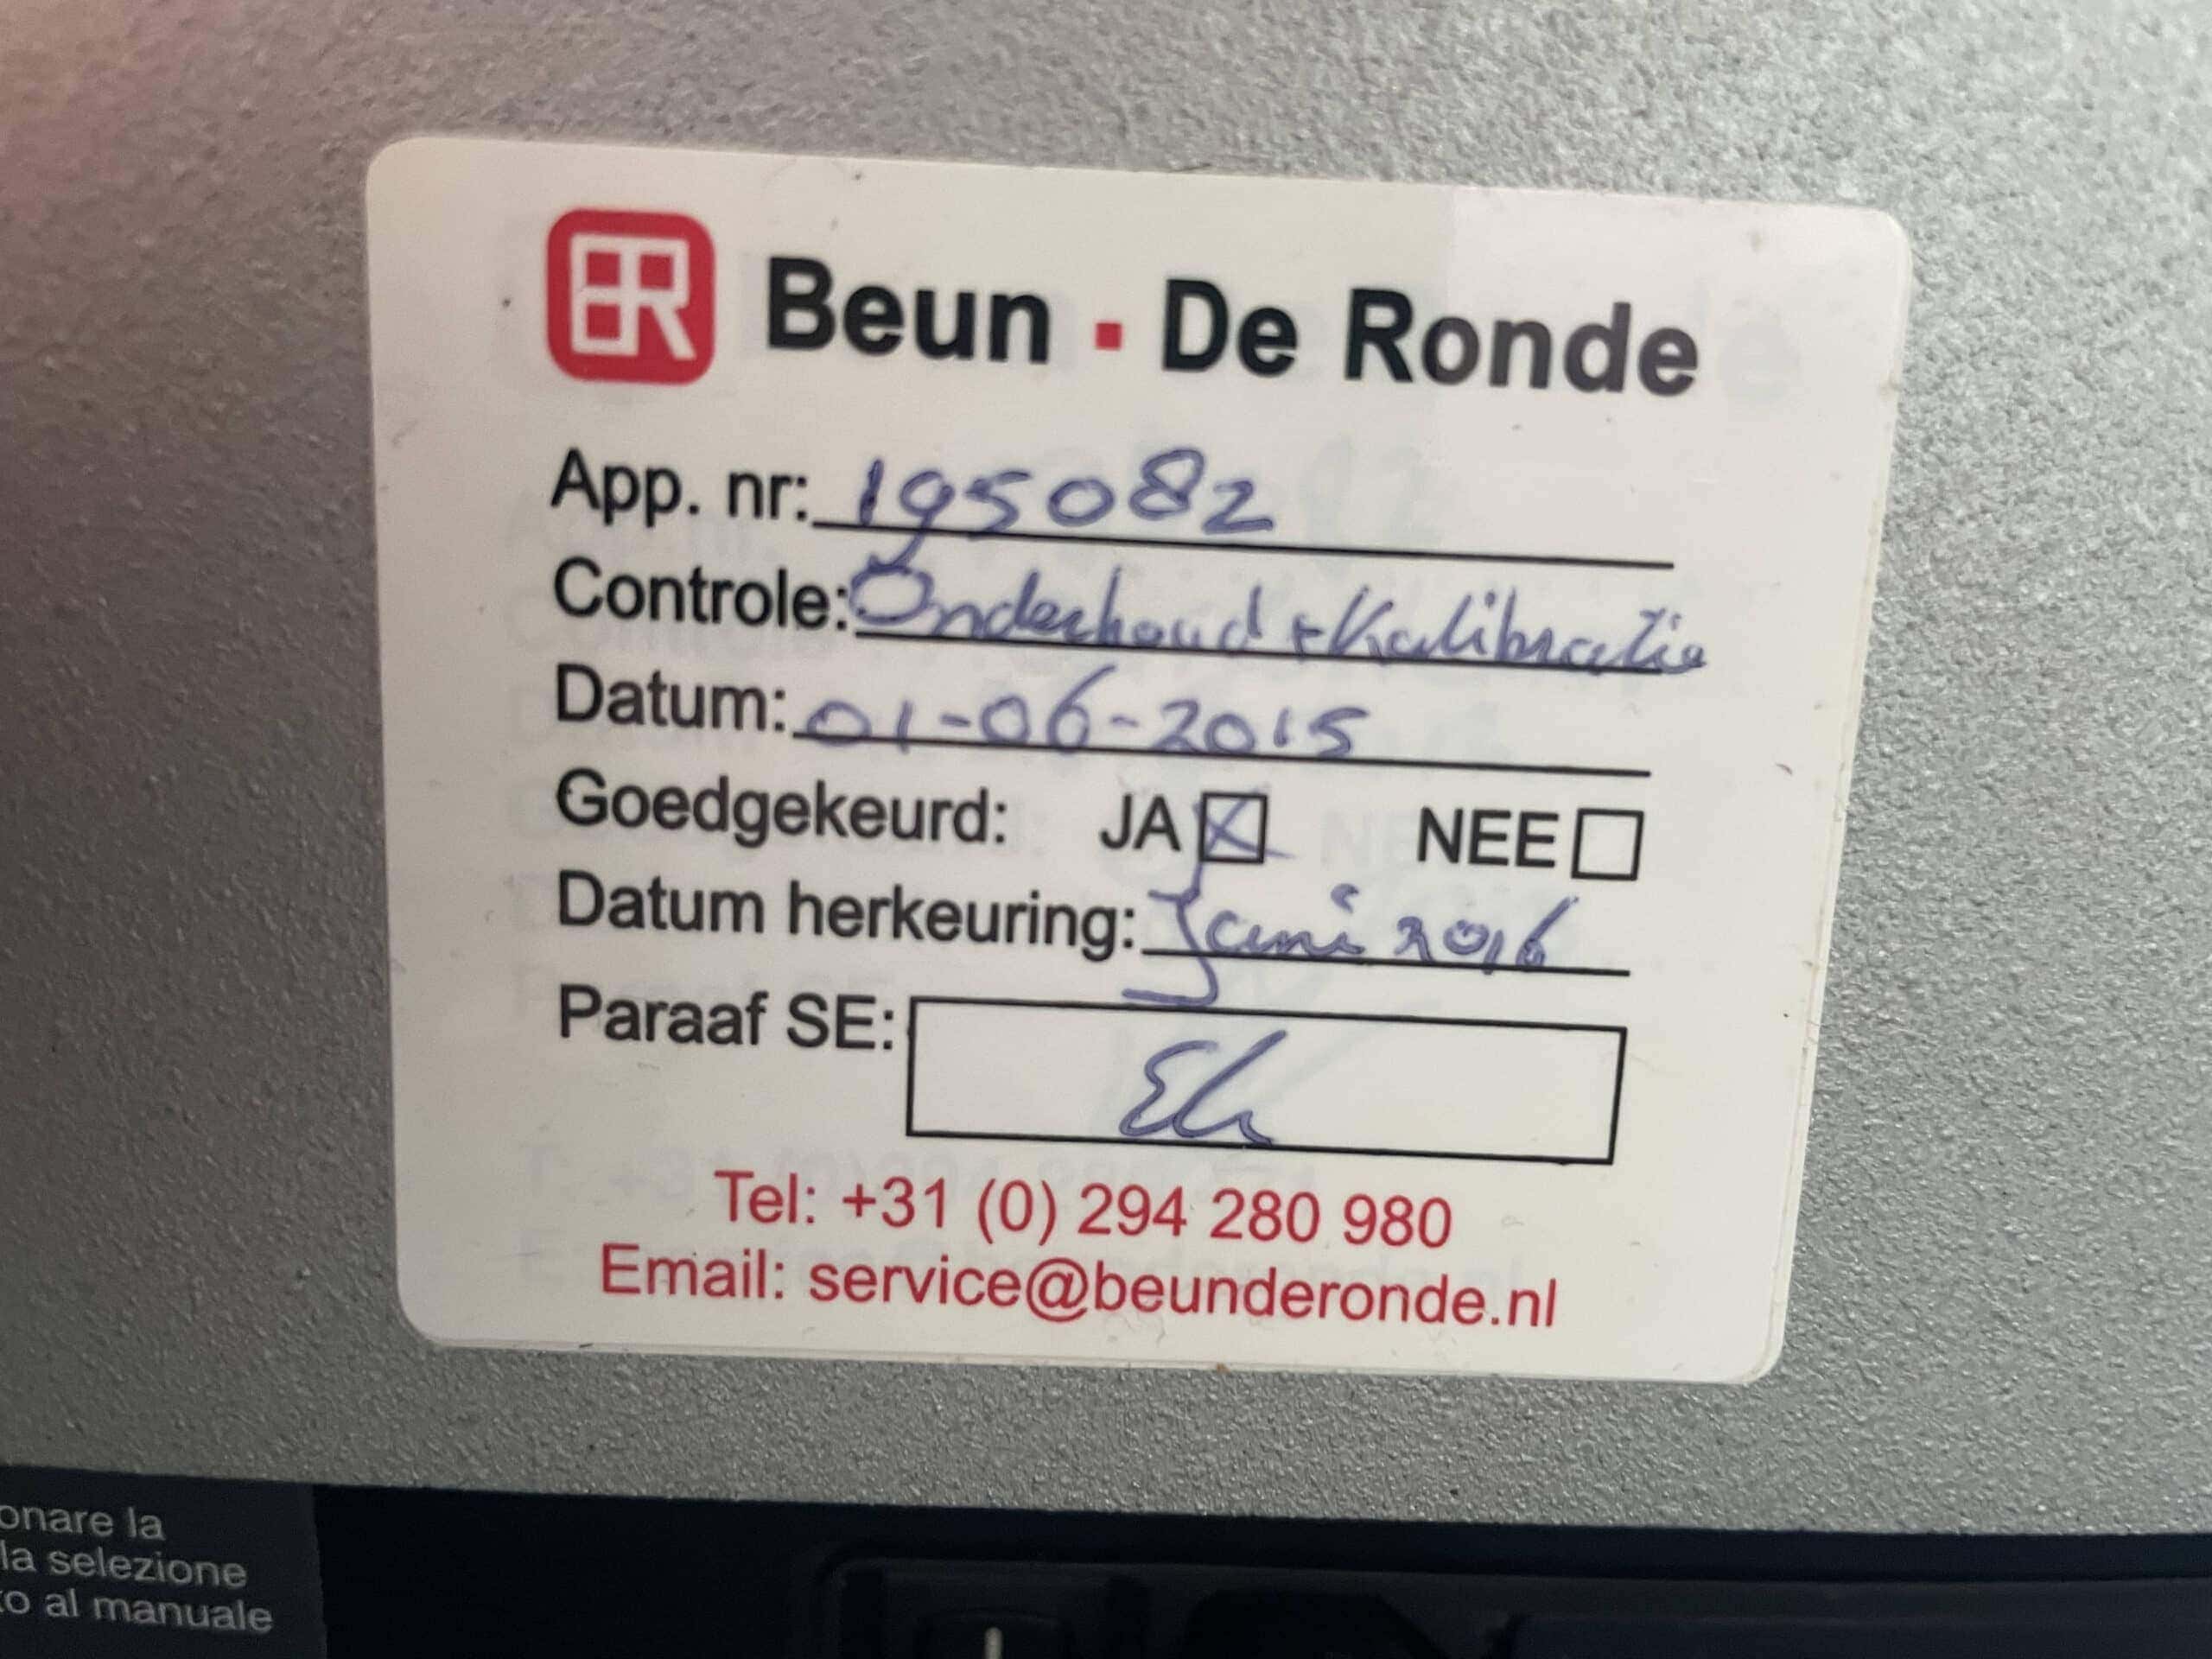 BR Beun · De Ronde
App. nr: 195082
Controle: Onderhoud + Kalibratie
Datum: 01-06-2015
Goedgekeurd: JA NEE
Datum herkeuring: Juni 2016
Paraaf SE:
Tel: +31 (0) 294 280 980
Email: service@beunderonde.nl
onare la
la selezione
al manuale